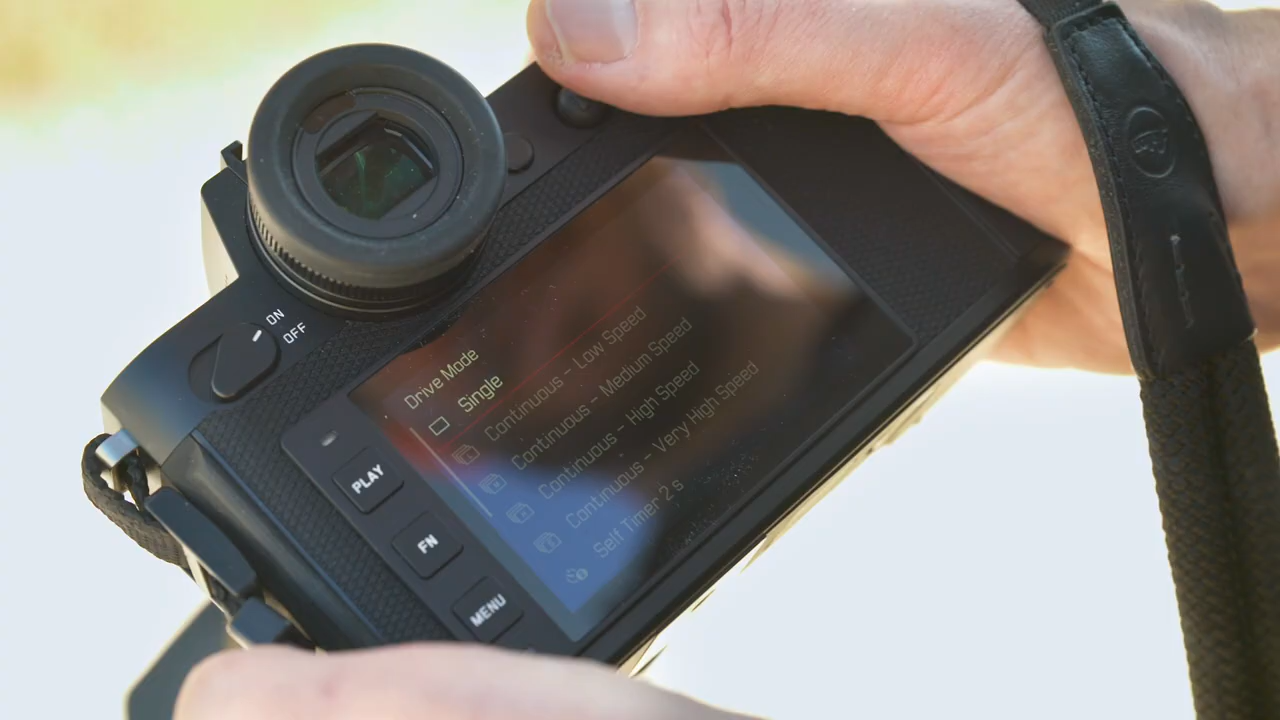 ON
OFF
Drive Mode
Single
Continuous - Low Speed
Continuous - Medium Speed
Continuous - High Speed
Continuous - Very High Speed
Self Timer 2 s
PLAY
FN
MENU